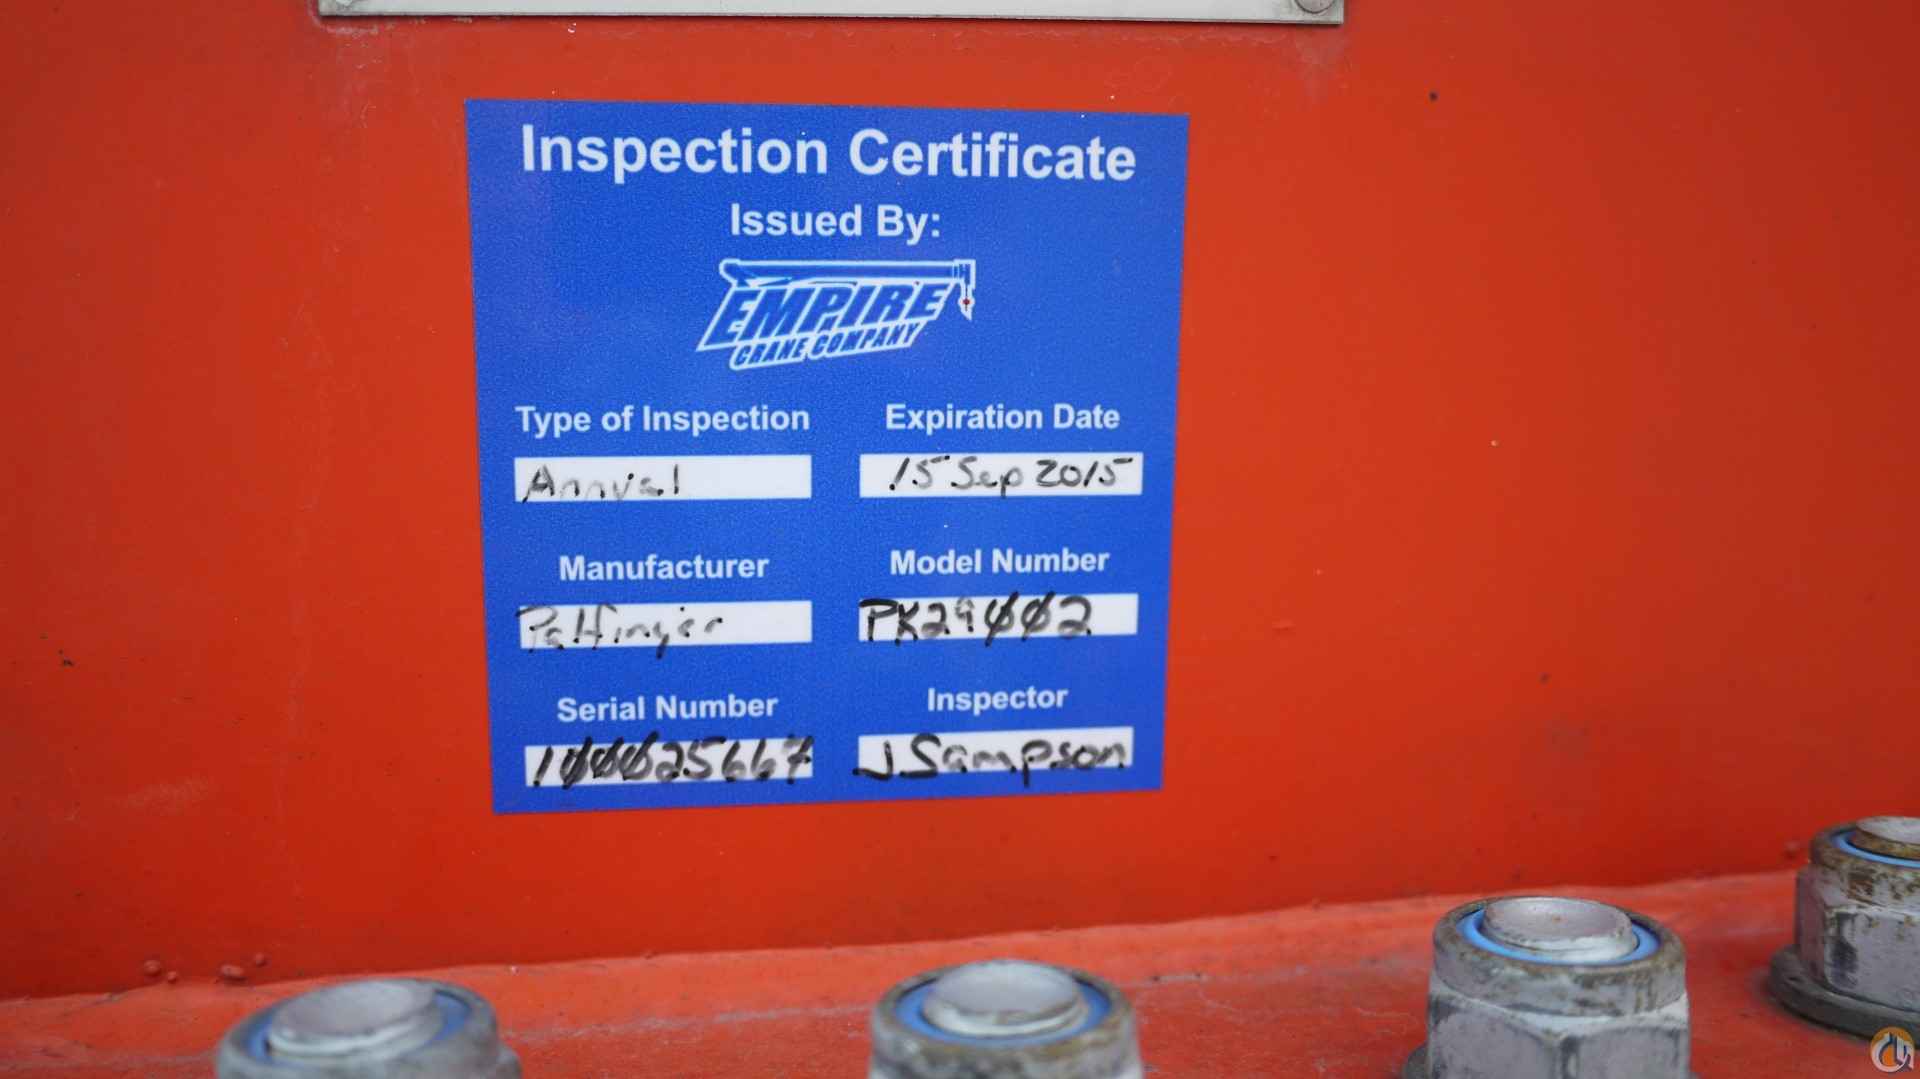 Inspection Certificate
Issued By:
EMPIRE
CRANE COMPANY
Type of Inspection
Expiration Date
Annual
15 Sep 2015
Manufacturer
Model Number
Palfinger
PK29002
Serial Number
Inspector
100025667
J Sampson